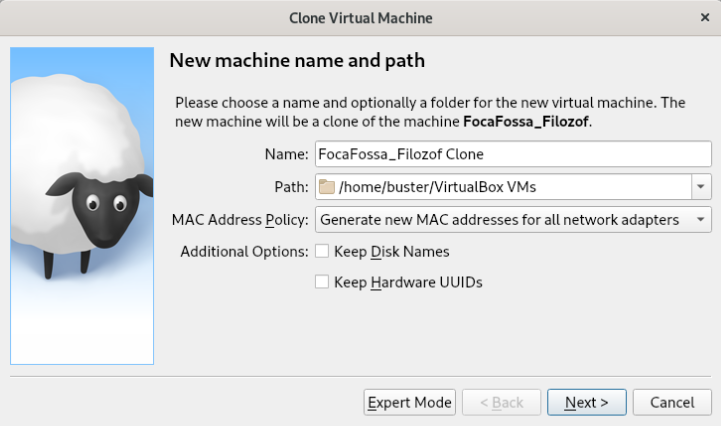 Clone Virtual Machine
×
New machine name and path
Please choose a name and optionally a folder for the new virtual machine. The
new machine will be a clone of the machine FocaFossa_Filozof.
Name: FocaFossa_Filozof Clone
Path: /home/buster/VirtualBox VMs
MAC Address Policy: Generate new MAC addresses for all network adapters
Additional Options: Keep Disk Names
Keep Hardware UUIDs
Expert Mode < Back Next > Cancel